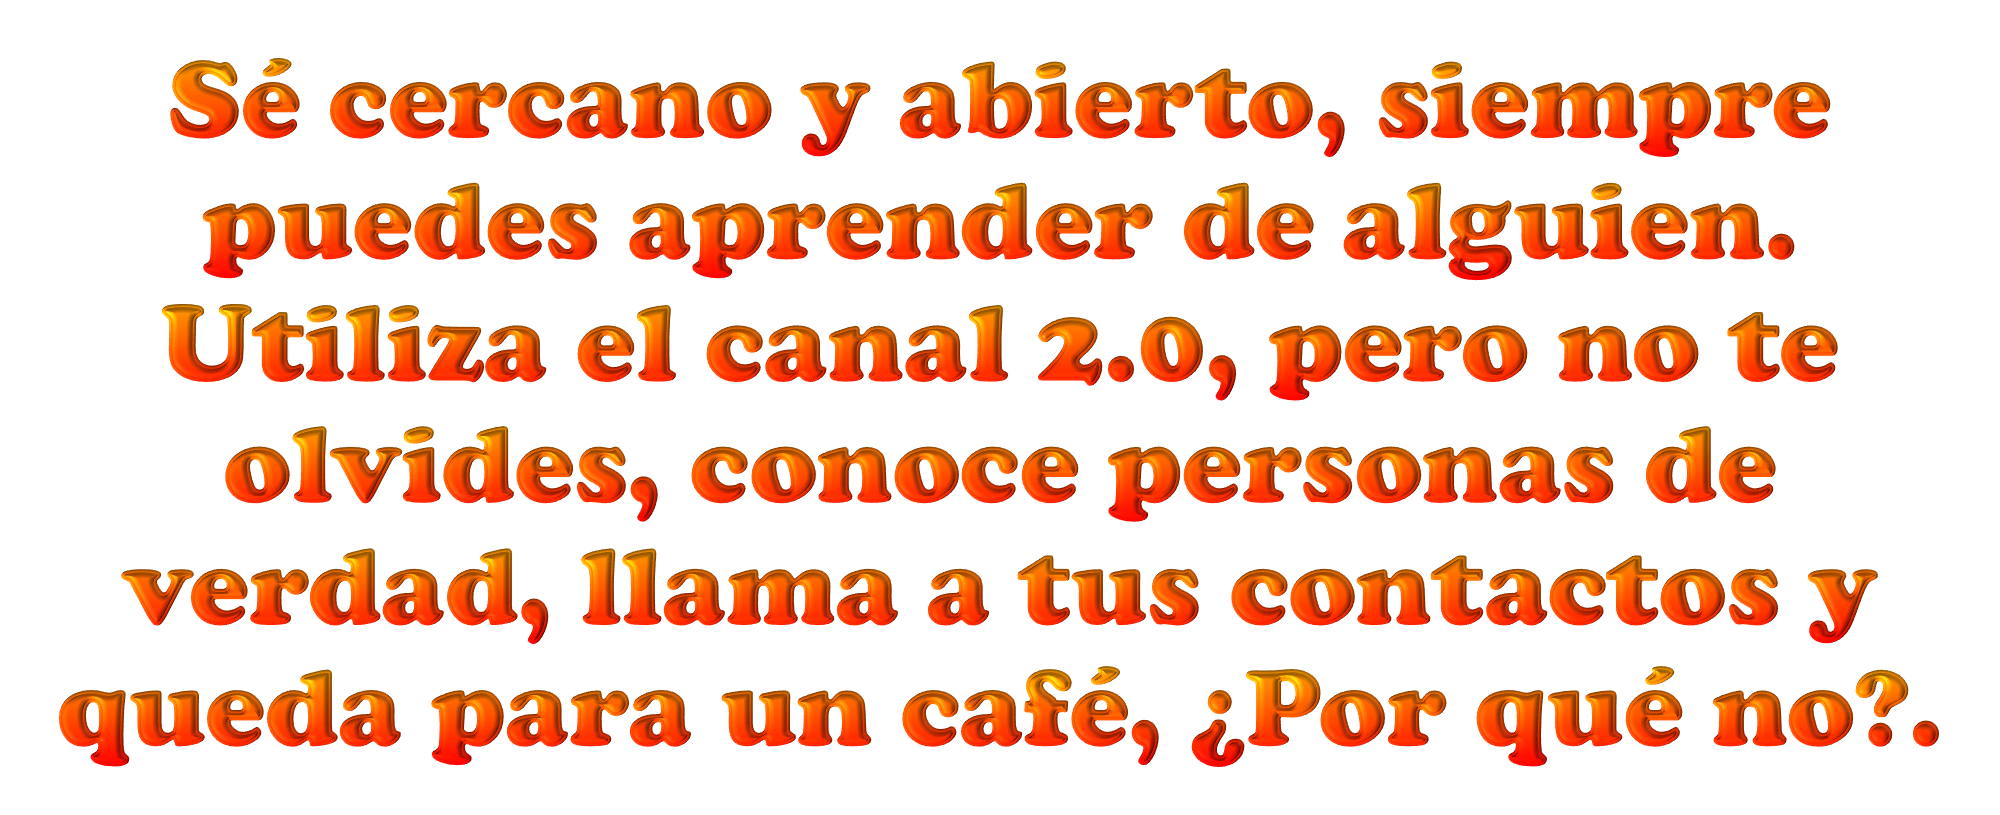 Sé cercano y abierto, siempre
puedes aprender de alguien.
Utiliza el canal 2.0, pero no te
olvides, conoce personas de
verdad, llama a tus contactos y
queda para un café, ¿Por qué no?.